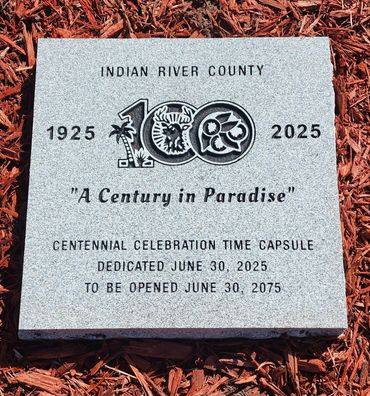 INDIAN RIVER COUNTY
1925 100 2025
"A Century in Paradise"
CENTENNIAL CELEBRATION TIME CAPSULE
DEDICATED JUNE 30, 2025
TO BE OPENED JUNE 30, 2075